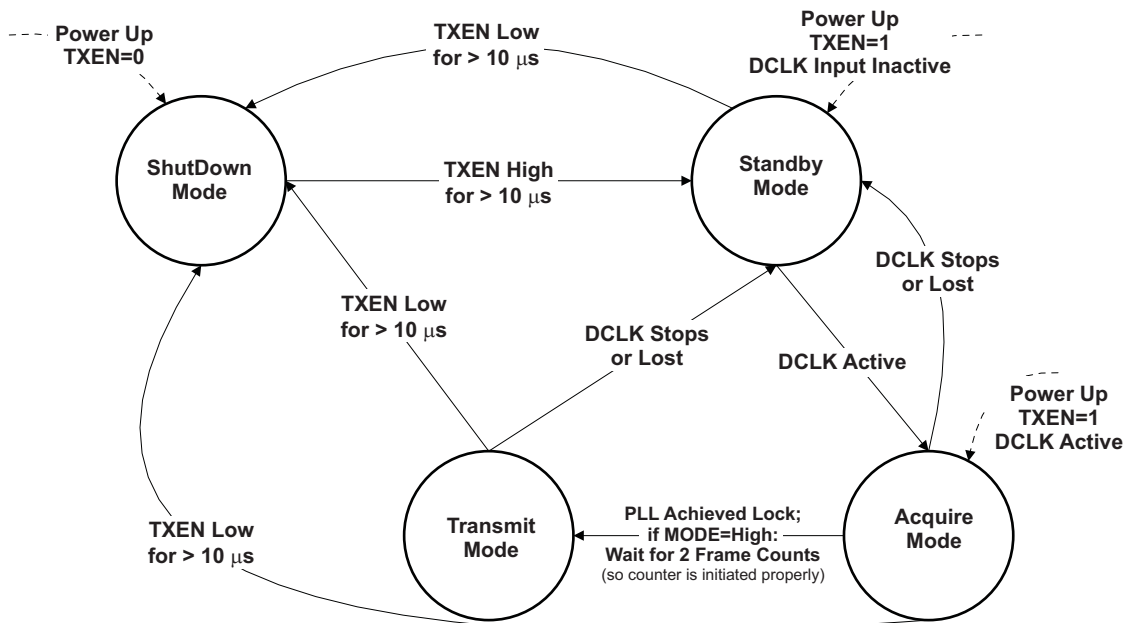 Power Up
TXEN=0
TXEN Low
for > 10 μs
Power Up
TXEN=1
DCLK Input Inactive
ShutDown
Mode
TXEN High
for > 10 μs
Standby
Mode
TXEN Low
for > 10 μs
DCLK Stops
or Lost
DCLK Stops
or Lost
DCLK Active
Power Up
TXEN=1
DCLK Active
TXEN Low
for > 10 μs
Transmit
Mode
PLL Achieved Lock;
if MODE=High:
Wait for 2 Frame Counts
(so counter is initiated properly)
Acquire
Mode